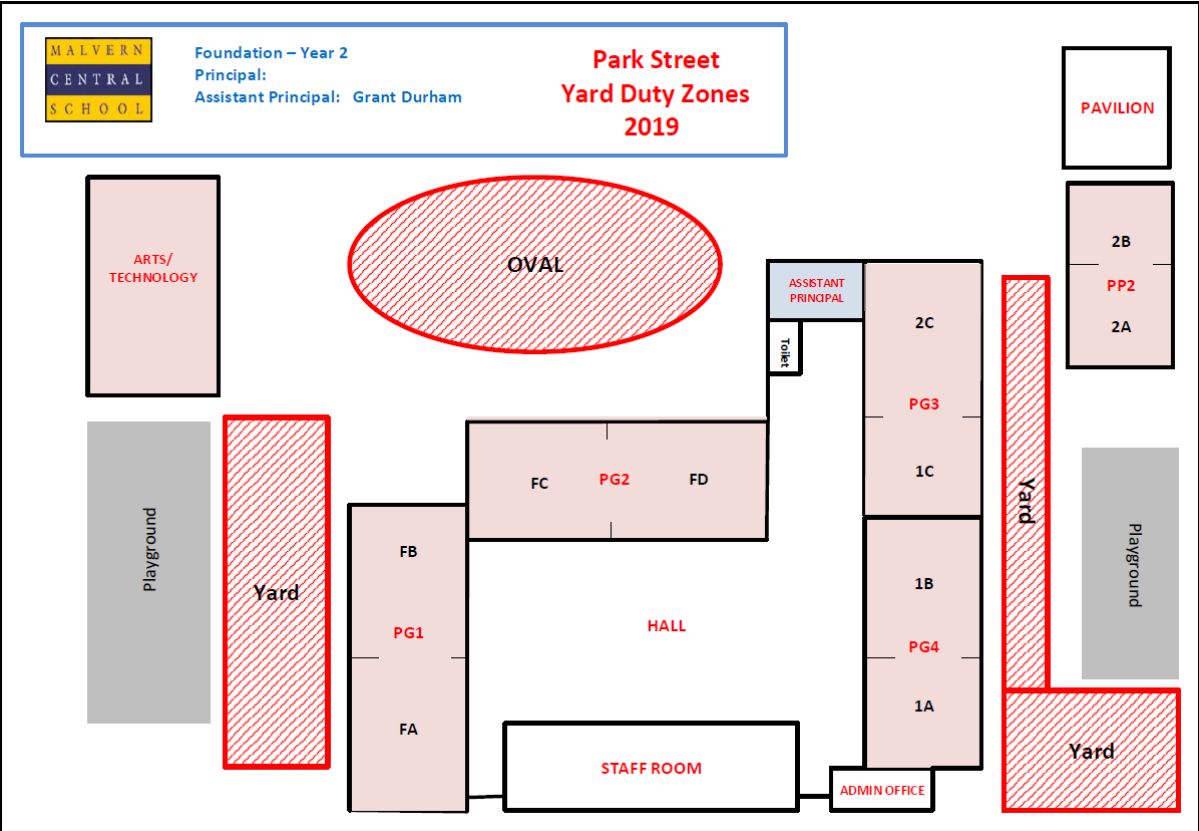 MALVERN
CENTRAL
SCHOOL
Foundation – Year 2
Principal:
Assistant Principal:   Grant Durham
Park Street
Yard Duty Zones
2019
PAVILION
ARTS/
TECHNOLOGY
OVAL
ASSISTANT
PRINCIPAL
Toilet
2C
PG3
1C
2B
PP2
2A
Playground
Yard
FC
PG2
FD
FB
PG1
FA
HALL
1B
PG4
1A
Yard
Playground
STAFF ROOM
ADMIN OFFICE
Yard